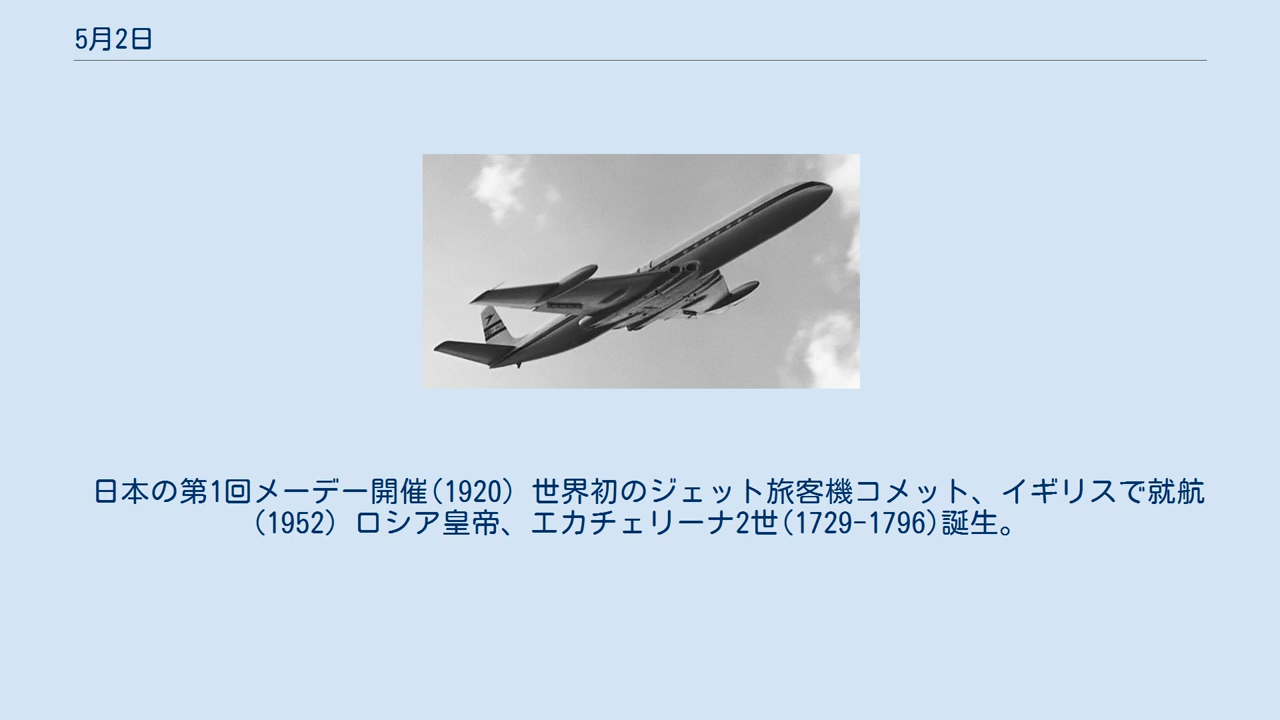 5月2日
日本の第1回メーデー開催(1920) 世界初のジェット旅客機コメット、イギリスで就航
(1952) ロシア皇帝、エカチェリーナ2世(1729-1796)誕生。